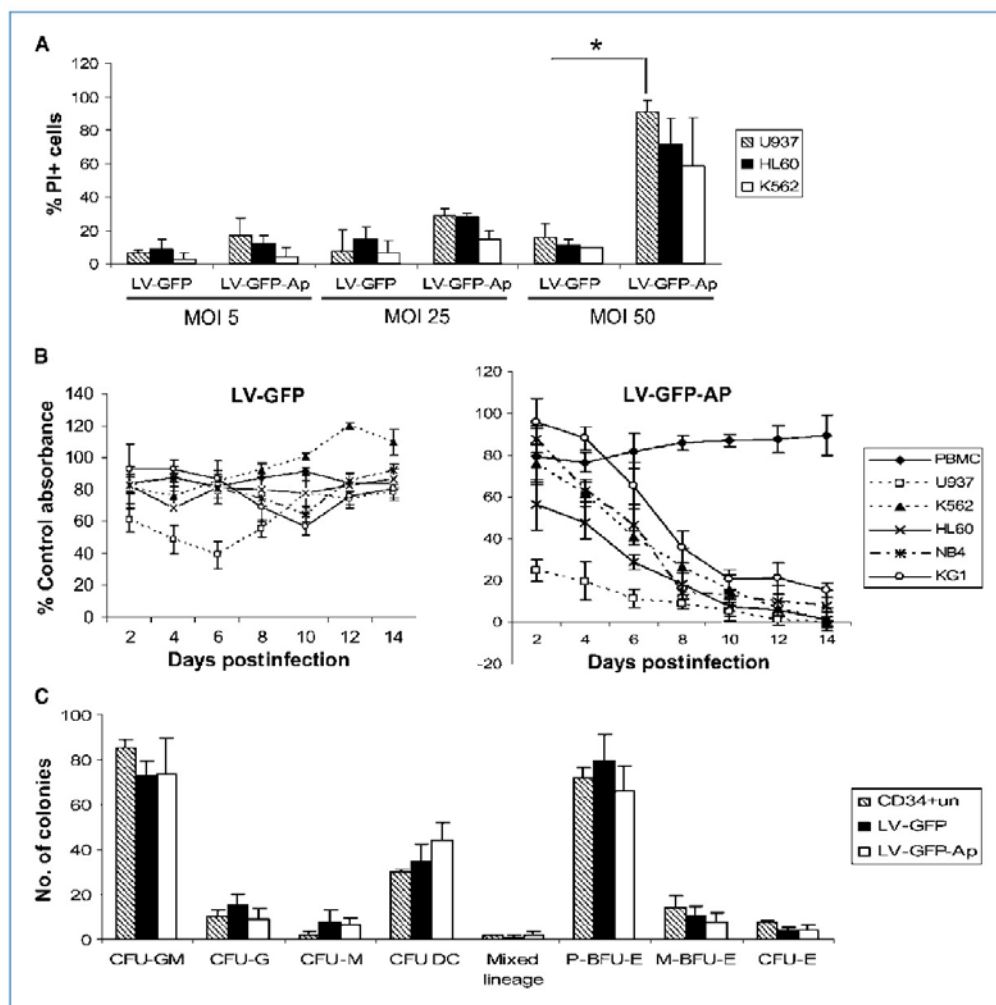 A
% PI+ cells
120
100
80
60
40
20
0
*
LV-GFP LV-GFP-Ap LV-GFP LV-GFP-Ap LV-GFP LV-GFP-Ap
MOI 5 MOI 25 MOI 50
U937
HL60
K562
B
LV-GFP
% Control absorbance
140
120
100
80
60
40
20
0
2 4 6 8 10 12 14
Days postinfection
LV-GFP-AP
120
100
80
60
40
20
0
-20
2 4 6 8 10 12 14
Days postinfection
PBMC
U937
K562
HL60
NB4
KG1
C
No. of colonies
100
80
60
40
20
0
CFU-GM CFU-G CFU-M CFU DC Mixed lineage P-BFU-E M-BFU-E CFU-E
CD34+un
LV-GFP
LV-GFP-Ap